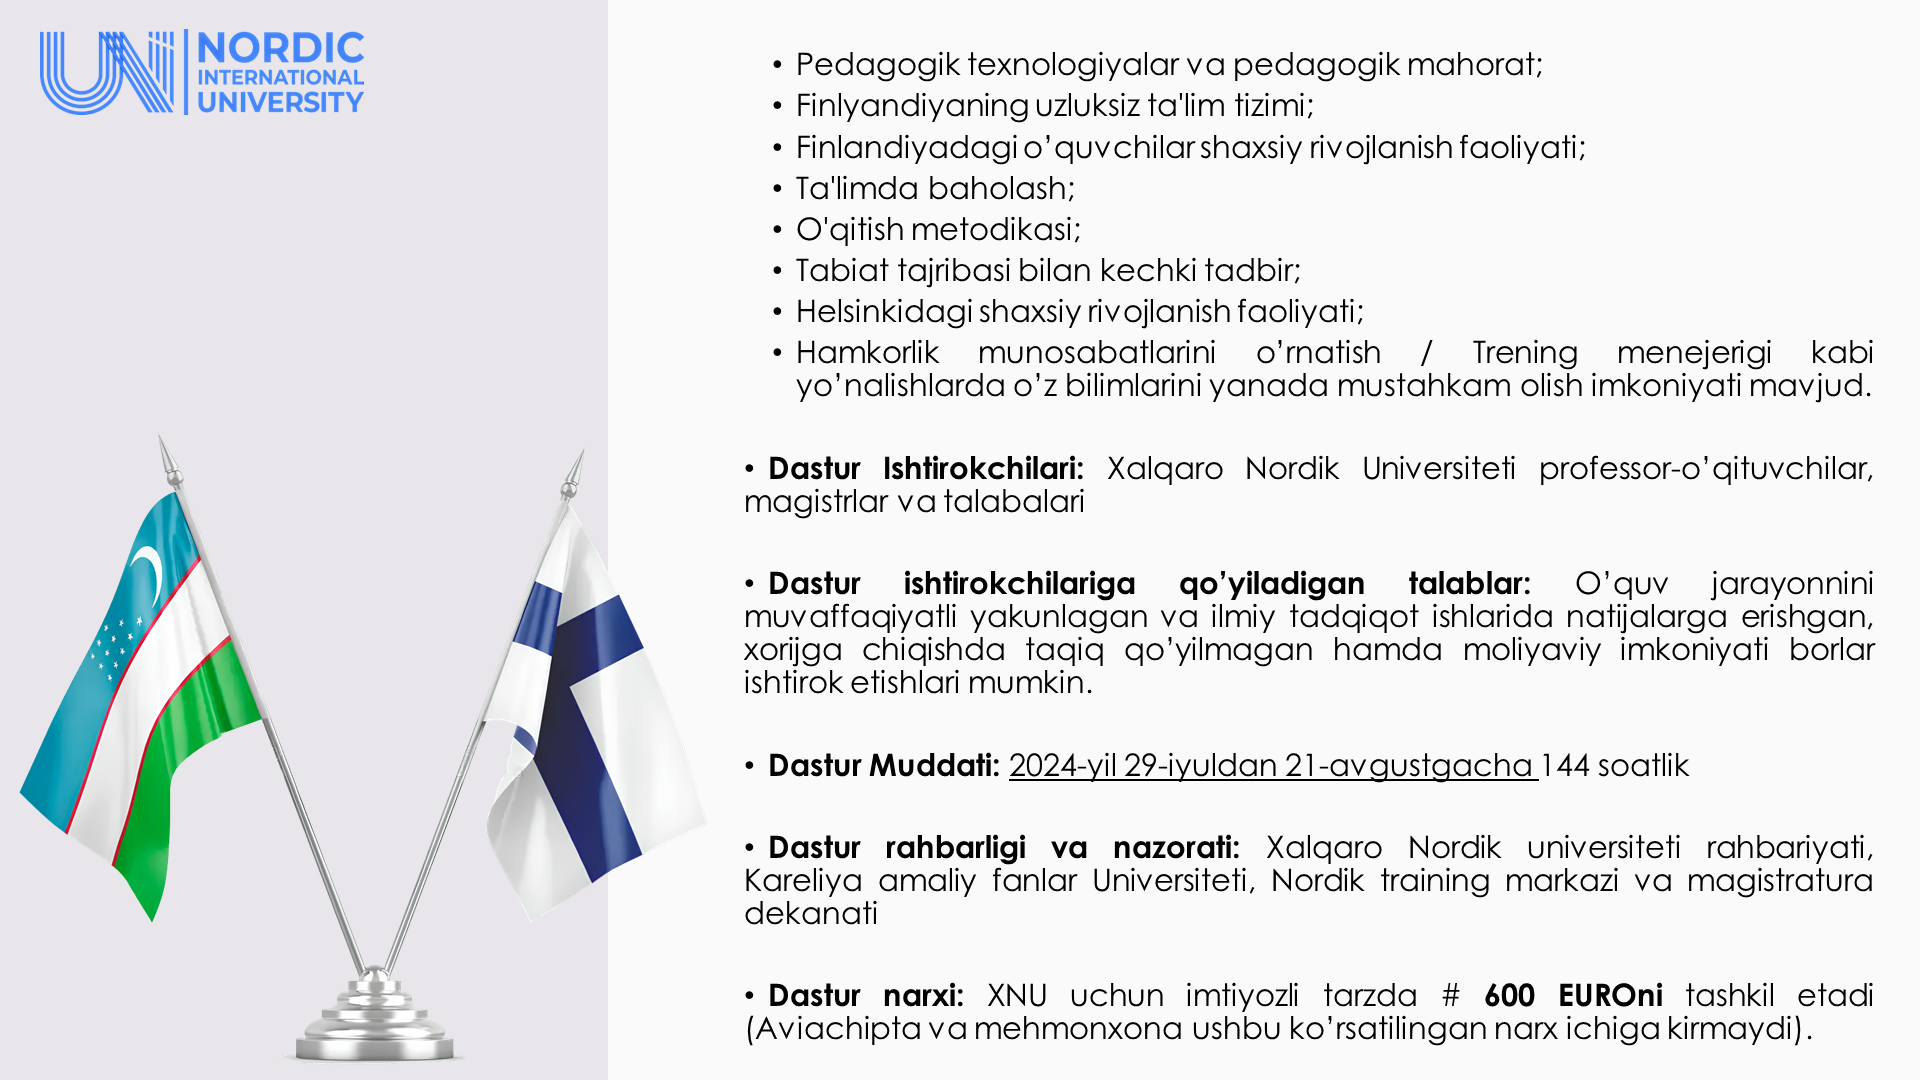 NORDIC
INTERNATIONAL
UNIVERSITY
• Pedagogik texnologiyalar va pedagogik mahorat;
• Finlyandiyaning uzluksiz ta'lim tizimi;
• Finlandiyadagi o’quvchilar shaxsiy rivojlanish faoliyati;
• Ta'limda baholash;
• O'qitish metodikasi;
• Tabiat tajribasi bilan kechki tadbir;
• Helsinkidagi shaxsiy rivojlanish faoliyati;
• Hamkorlik munosabatlarini o’rnatish / Trening menejerigi kabi
yo’nalishlarda o’z bilimlarini yanada mustahkam olish imkoniyati mavjud.
• Dastur Ishtirokchilari: Xalqaro Nordik Universiteti professor-o’qituvchilar,
magistrlar va talabalari
• Dastur ishtirokchilariga qo’yiladigan talablar: O’quv jarayonnini
muvaffaqiyatli yakunlagan va ilmiy tadqiqot ishlarida natijalarga erishgan,
xorijga chiqishda taqiq qo’yilmagan hamda moliyaviy imkoniyati borlar
ishtirok etishlari mumkin.
• Dastur Muddati: 2024-yil 29-iyuldan 21-avgustgacha 144 soatlik
• Dastur rahbarligi va nazorati: Xalqaro Nordik universiteti rahbariyati,
Kareliya amaliy fanlar Universiteti, Nordik training markazi va magistratura
dekanati
• Dastur narxi: XNU uchun imtiyozli tarzda # 600 EUROni tashkil etadi
(Aviachipta va mehmonxona ushbu ko’rsatilingan narx ichiga kirmaydi).